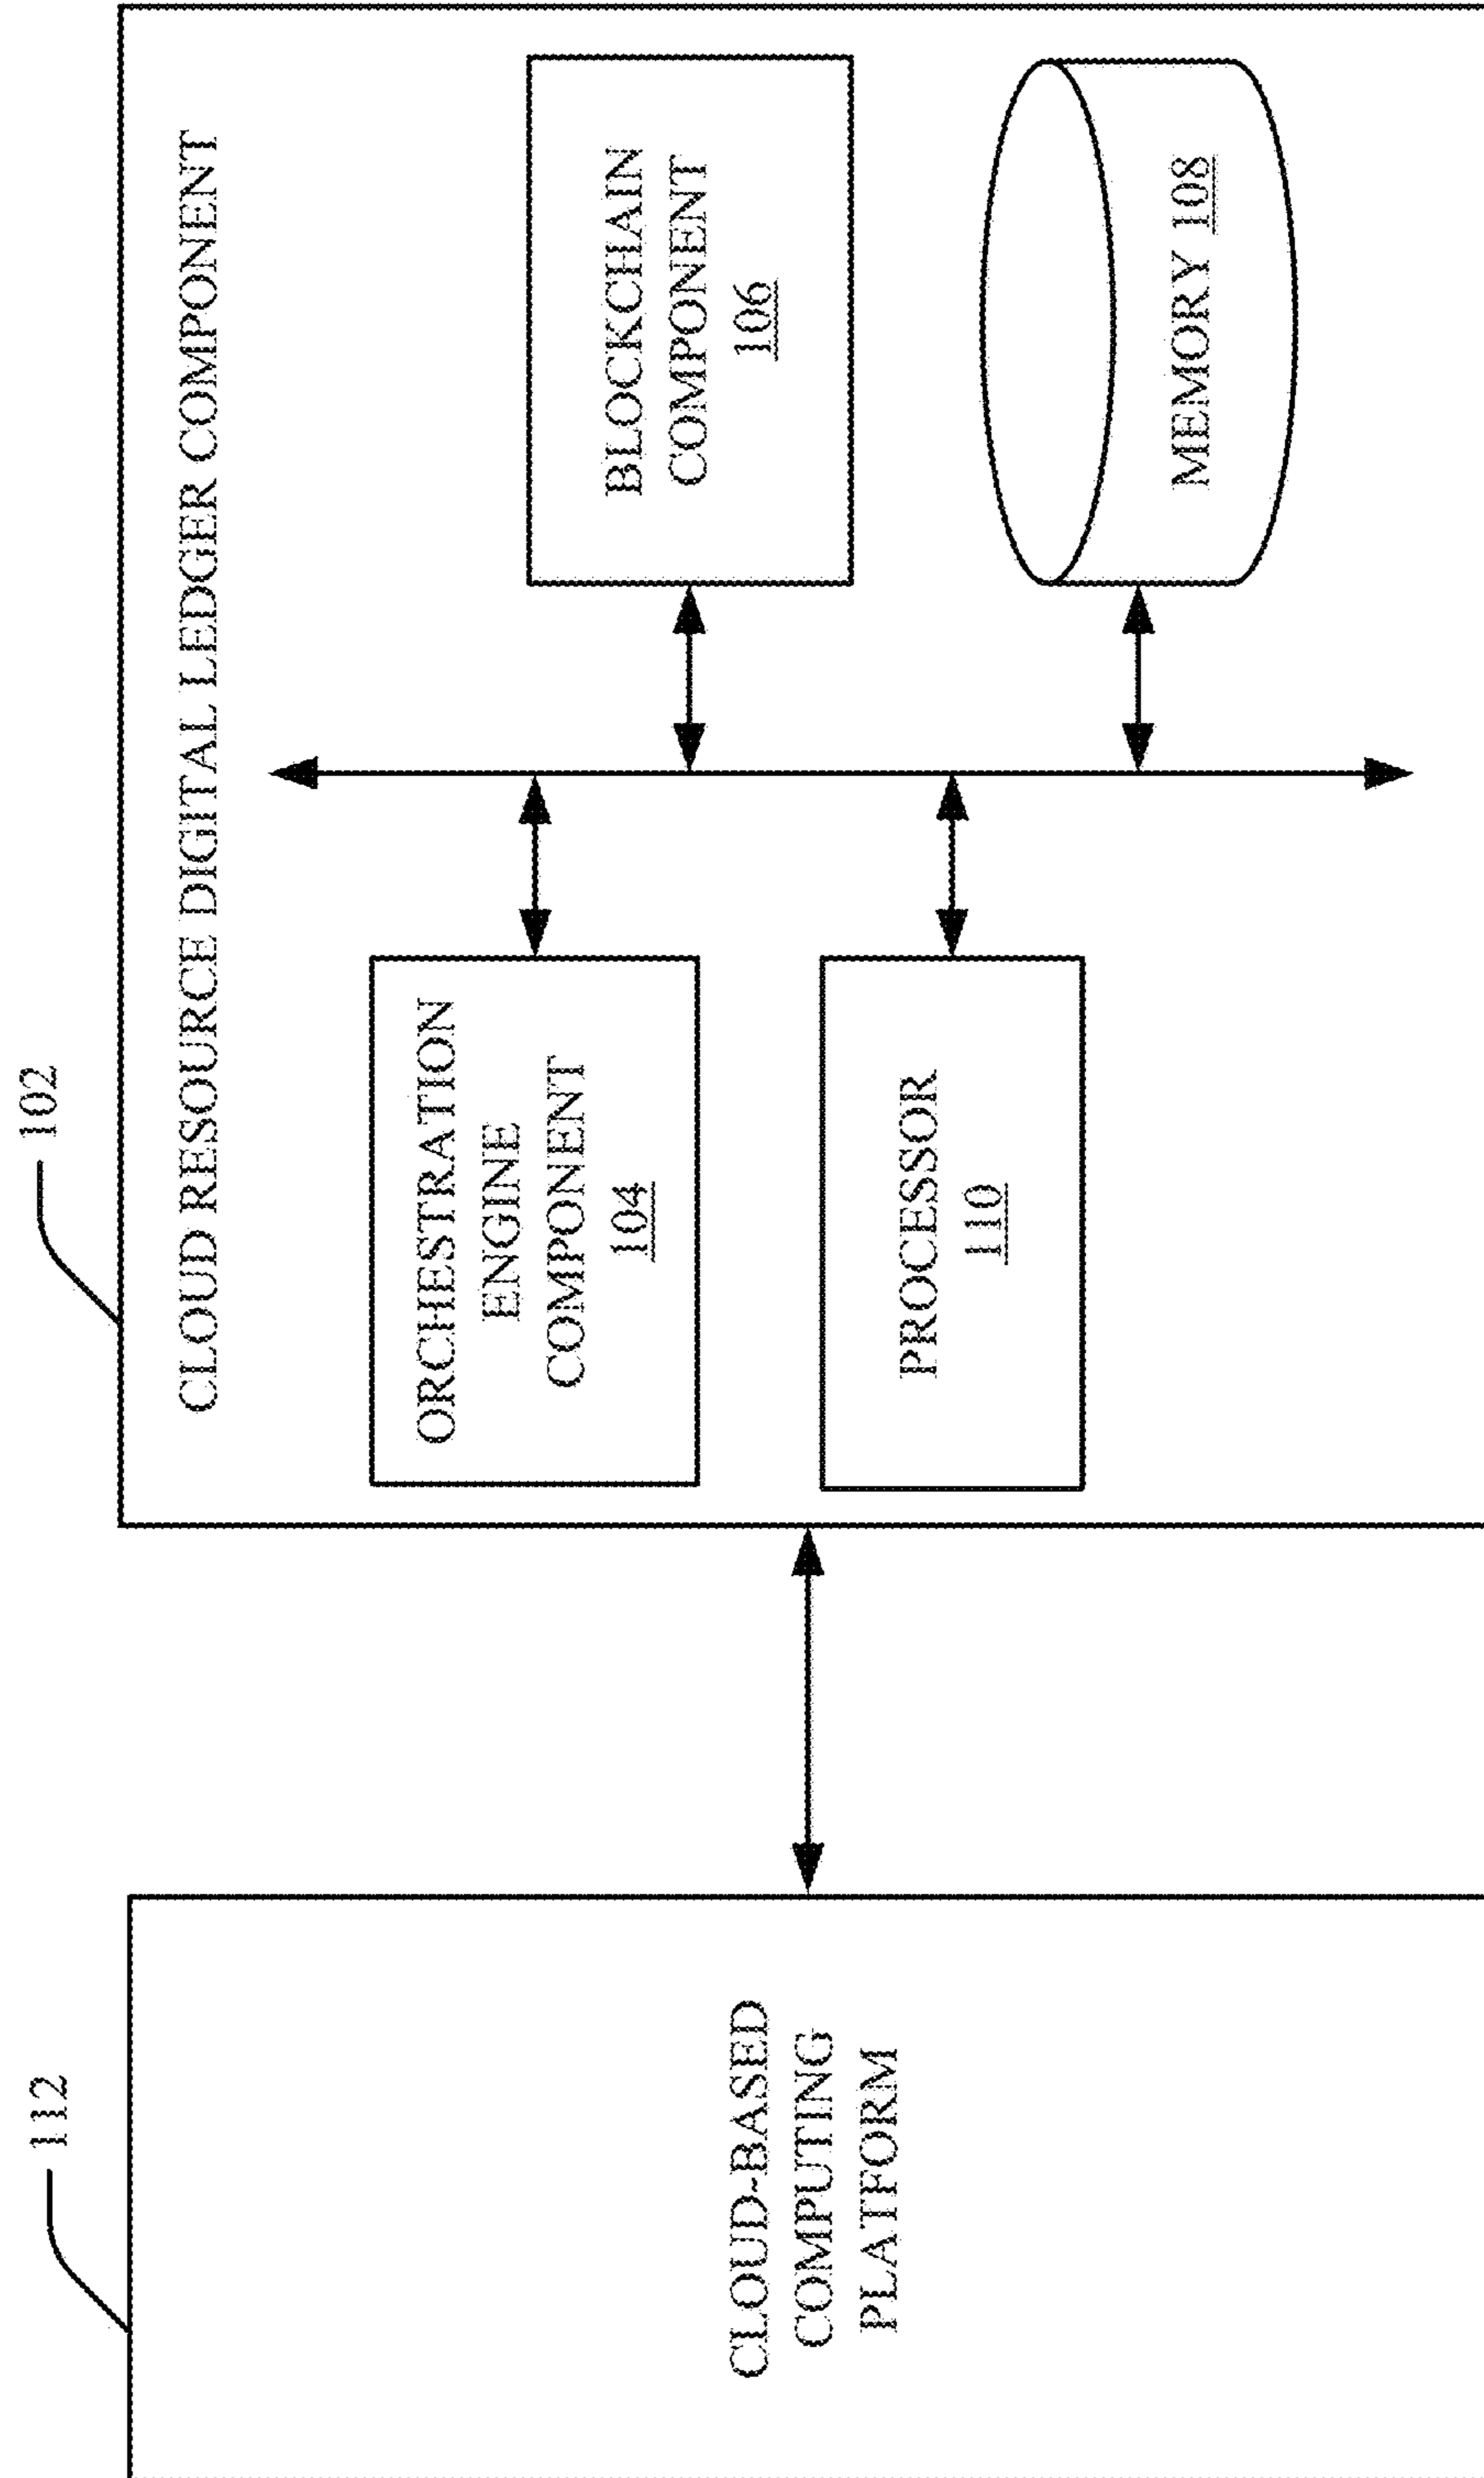 112
CLOUD-BASED
COMPUTING
PLATFORM
102
CLOUD RESOURCE DIGITAL LEDGER COMPONENT
ORCHESTRATION
ENGINE
COMPONENT
104
PROCESSOR
110
BLOCKCHAIN
COMPONENT
106
MEMORY 108